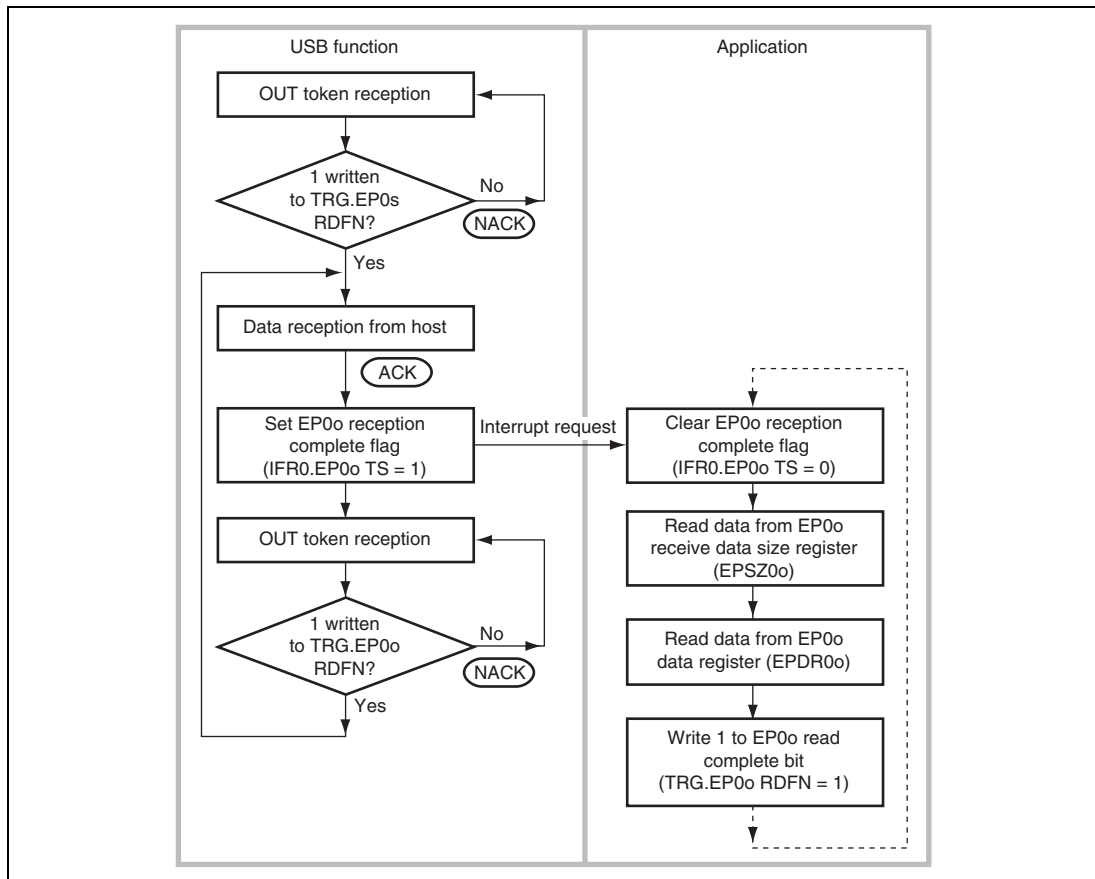 USB function
Application
OUT token reception
1 written
to TRG.EP0s
RDFN?
No
NACK
Yes
Data reception from host
ACK
Set EP0o reception
complete flag
(IFR0.EP0o TS = 1)
Interrupt request
Clear EP0o reception
complete flag
(IFR0.EP0o TS = 0)
OUT token reception
Read data from EP0o
receive data size register
(EPSZ0o)
1 written
to TRG.EP0o
RDFN?
No
NACK
Yes
Read data from EP0o
data register (EPDR0o)
Write 1 to EP0o read
complete bit
(TRG.EP0o RDFN = 1)